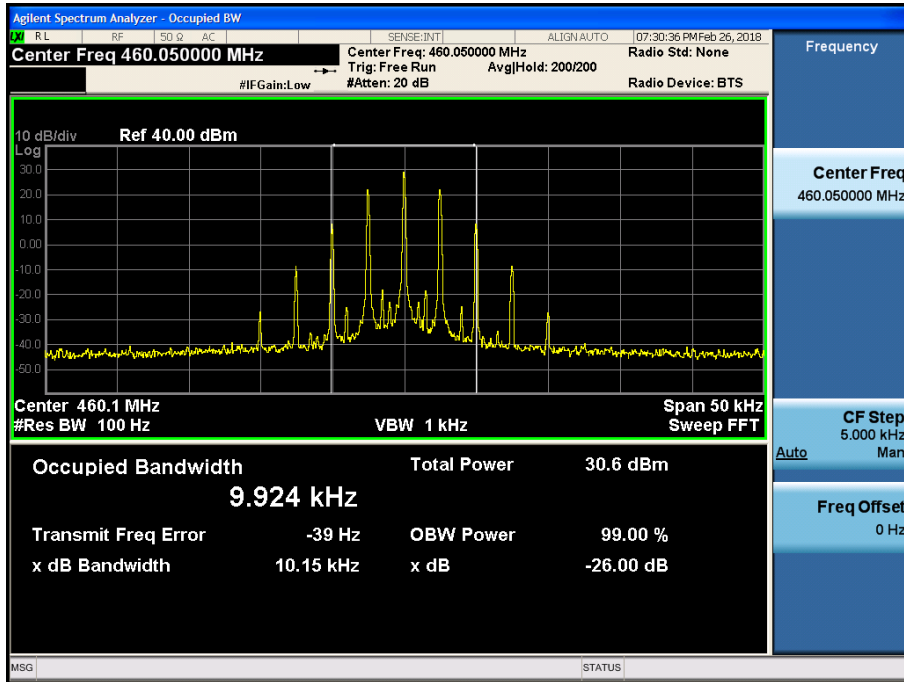 Agilent Spectrum Analyzer - Occupied BW
LXI RL RF 50 Ω AC SENSE:INT ALIGN AUTO 07:30:36 PM Feb 26, 2018
Center Freq 460.050000 MHz Center Freq: 460.050000 MHz Radio Std: None
Trig: Free Run Avg|Hold: 200/200
#IFGain:Low #Atten: 20 dB Radio Device: BTS
10 dB/div Ref 40.00 dBm
Log
30.0
20.0
10.0
0.00
-10.0
-20.0
-30.0
-40.0
-50.0
Center 460.1 MHz Span 50 kHz
#Res BW 100 Hz VBW 1 kHz Sweep FFT
Occupied Bandwidth Total Power 30.6 dBm
9.924 kHz
Transmit Freq Error -39 Hz OBW Power 99.00 %
x dB Bandwidth 10.15 kHz x dB -26.00 dB
MSG STATUS
Frequency
Center Freq
460.050000 MHz
CF Step
5.000 kHz
Auto Man
Freq Offset
0 Hz